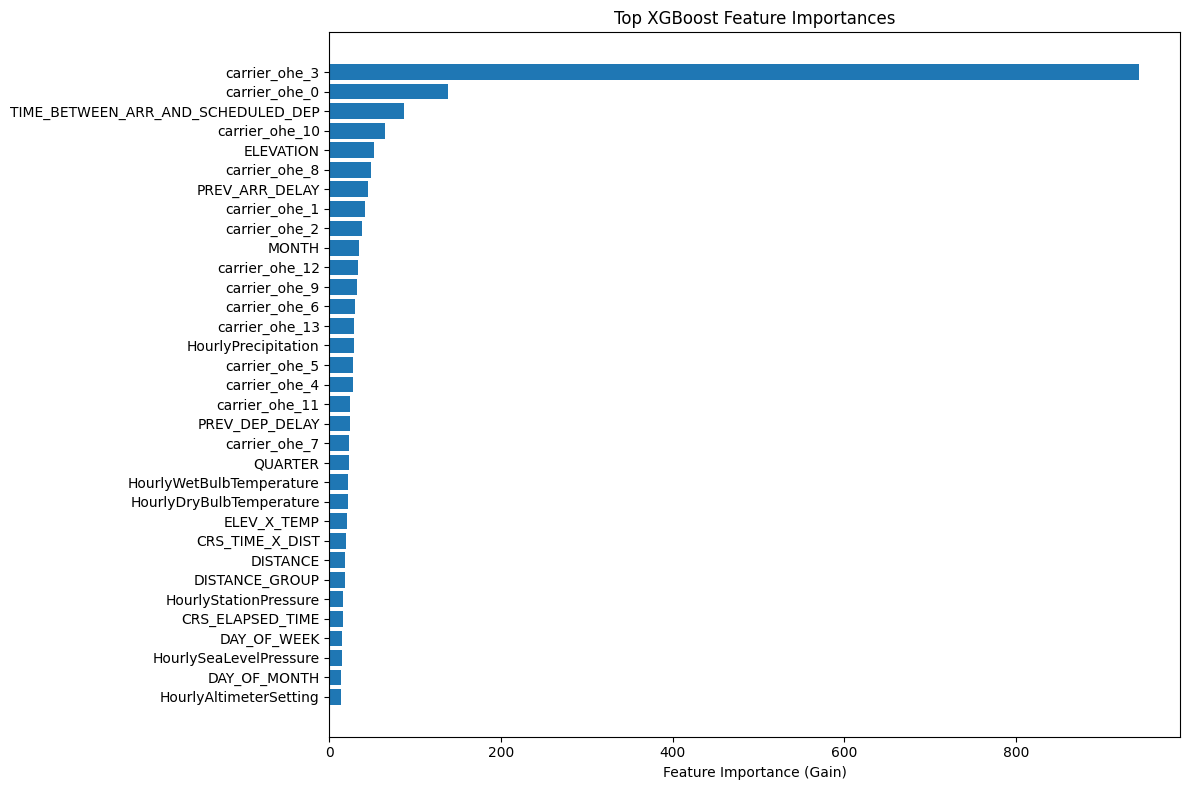 Top XGBoost Feature Importances
carrier_ohe_3
carrier_ohe_0
TIME_BETWEEN_ARR_AND_SCHEDULED_DEP
carrier_ohe_10
ELEVATION
carrier_ohe_8
PREV_ARR_DELAY
carrier_ohe_1
carrier_ohe_2
MONTH
carrier_ohe_12
carrier_ohe_9
carrier_ohe_6
carrier_ohe_13
HourlyPrecipitation
carrier_ohe_5
carrier_ohe_4
carrier_ohe_11
PREV_DEP_DELAY
carrier_ohe_7
QUARTER
HourlyWetBulbTemperature
HourlyDryBulbTemperature
ELEV_X_TEMP
CRS_TIME_X_DIST
DISTANCE
DISTANCE_GROUP
HourlyStationPressure
CRS_ELAPSED_TIME
DAY_OF_WEEK
HourlySeaLevelPressure
DAY_OF_MONTH
HourlyAltimeterSetting
0 200 400 600 800
Feature Importance (Gain)